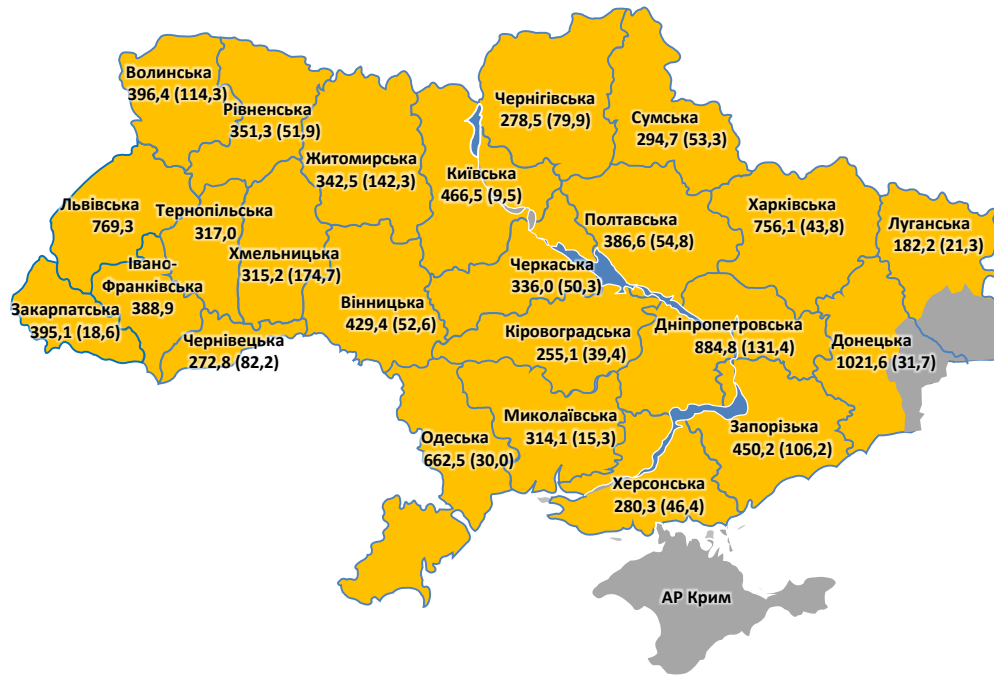 Волинська
396,4 (114,3)
Рівненська
351,3 (51,9)
Житомирська
342,5 (142,3)
Київська
466,5 (9,5)
Чернігівська
278,5 (79,9)
Сумська
294,7 (53,3)
Львівська
769,3
Тернопільська
317,0
Хмельницька
315,2 (174,7)
Івано-
Франківська
388,9
Закарпатська
395,1 (18,6)
Чернівецька
272,8 (82,2)
Вінницька
429,4 (52,6)
Черкаська
336,0 (50,3)
Полтавська
386,6 (54,8)
Харківська
756,1 (43,8)
Луганська
182,2 (21,3)
Кіровоградська
255,1 (39,4)
Дніпропетровська
884,8 (131,4)
Донецька
1021,6 (31,7)
Одеська
662,5 (30,0)
Миколаївська
314,1 (15,3)
Запорізька
450,2 (106,2)
Херсонська
280,3 (46,4)
АР Крим